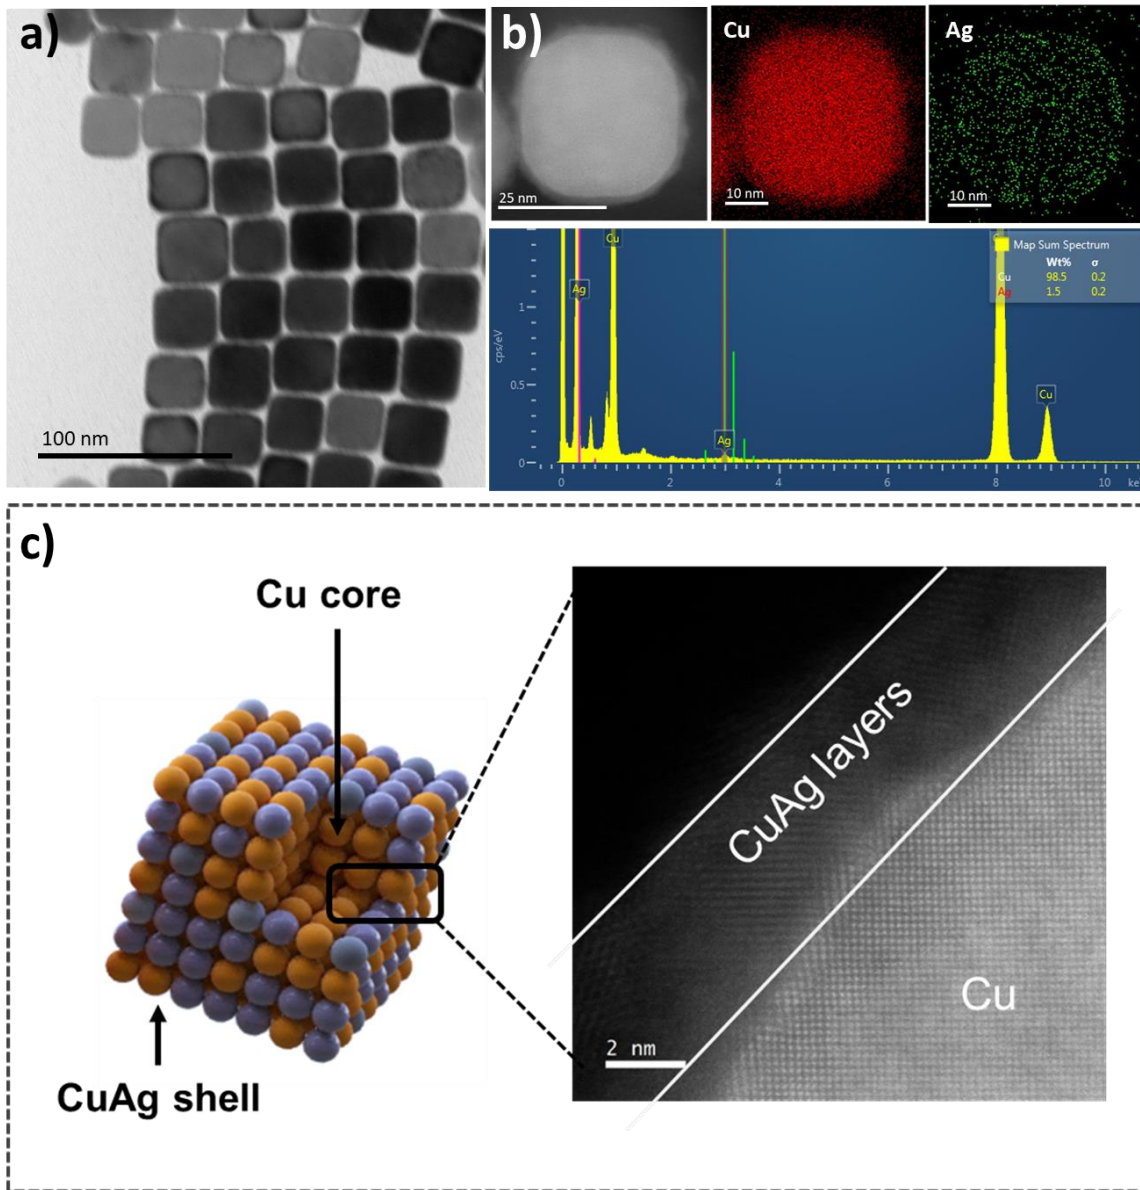 a)
100 nm
b)
25 nm
Cu
10 nm
Ag
10 nm
cps/eV
1
0.5
0
Ag
Cu
Ag
Cu
Map Sum Spectrum
Wt% σ
Cu 98.5 0.2
Ag 1.5 0.2
0 2 4 6 8 10 ke
c)
Cu core
CuAg shell
CuAg layers
Cu
2 nm